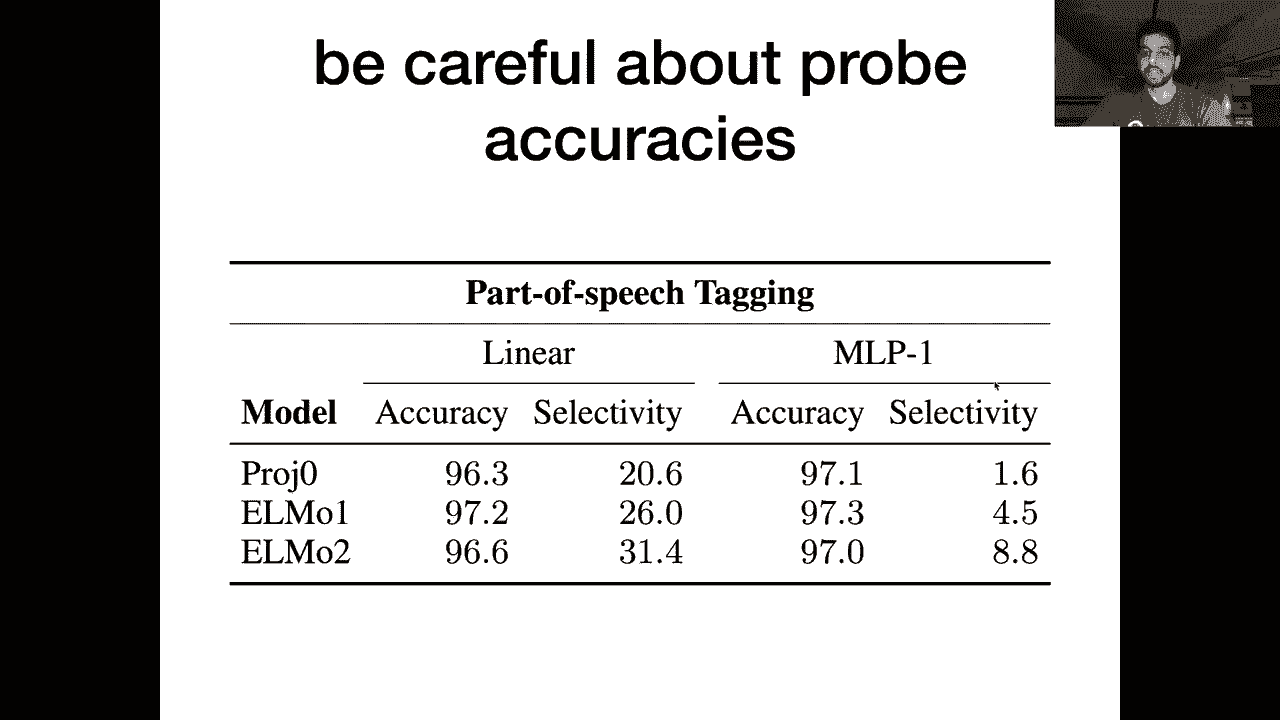 be careful about probe
accuracies
Part-of-speech Tagging
Linear MLP-1
Model Accuracy Selectivity Accuracy Selectivity
Proj0 96.3 20.6 97.1 1.6
ELMo1 97.2 26.0 97.3 4.5
ELMo2 96.6 31.4 97.0 8.8